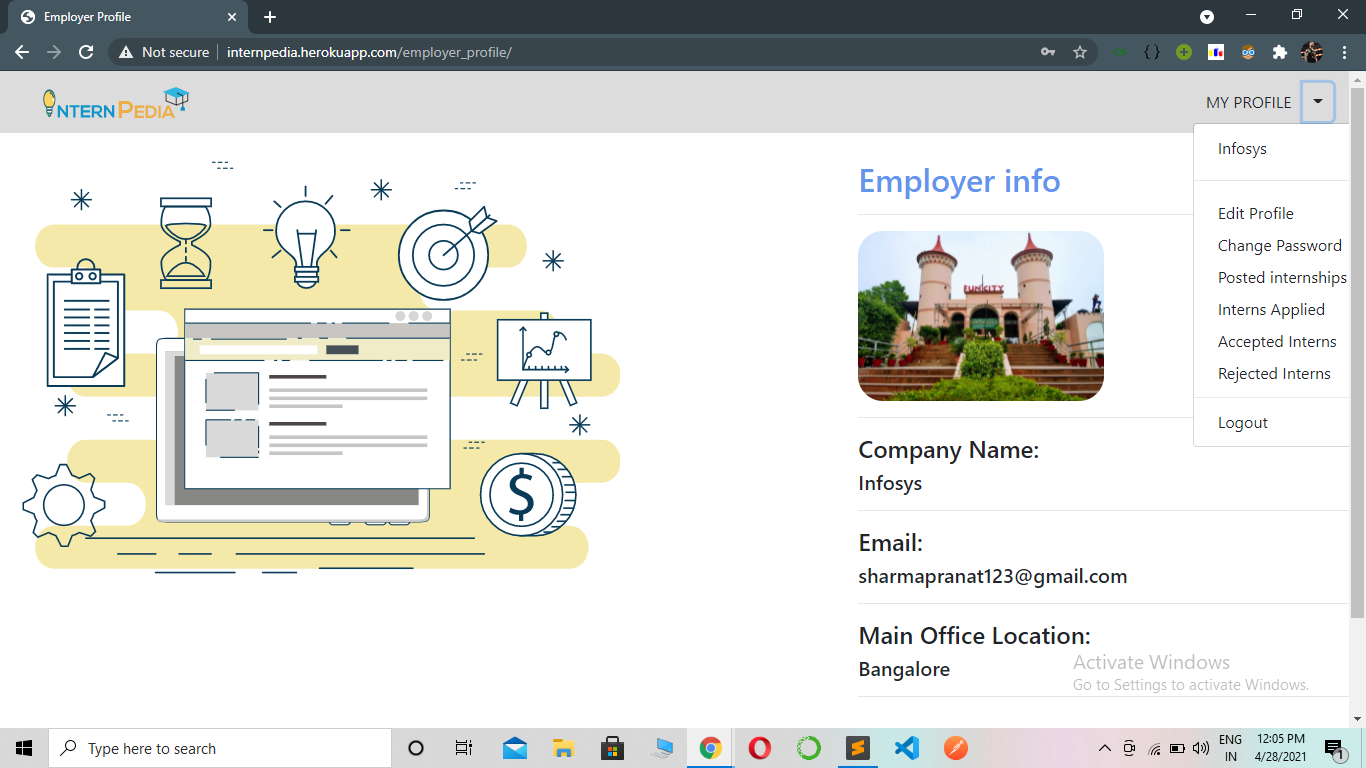 Employer Profile
Not secure
internpedia.herokuapp.com/employer_profile/
INTERN PEDIA
MY PROFILE
Infosys
Edit Profile
Change Password
Posted internships
Interns Applied
Accepted Interns
Rejected Interns
Logout
Employer info
FUNCITY
Company Name:
Infosys
Email:
sharmapranat123@gmail.com
Main Office Location:
Bangalore
Activate Windows
Go to Settings to activate Windows.
$
Type here to search
ENG
IN
12:05 PM
4/28/2021
1